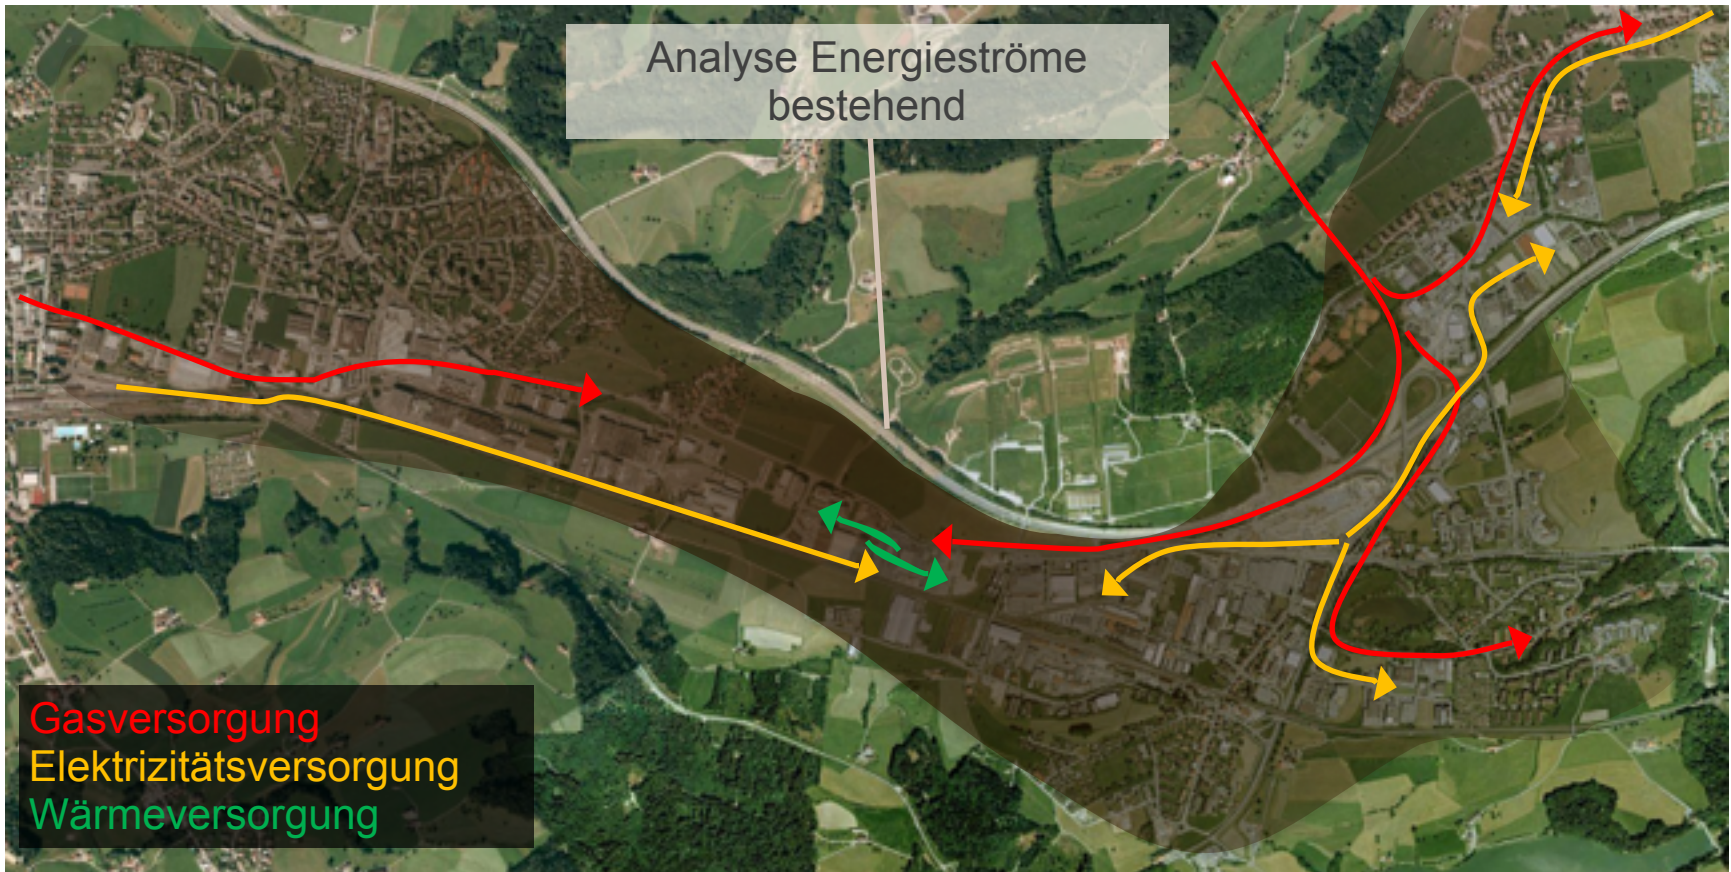 Analyse Energieströme
bestehend
Gasversorgung
Elektrizitätsversorgung
Wärmeversorgung